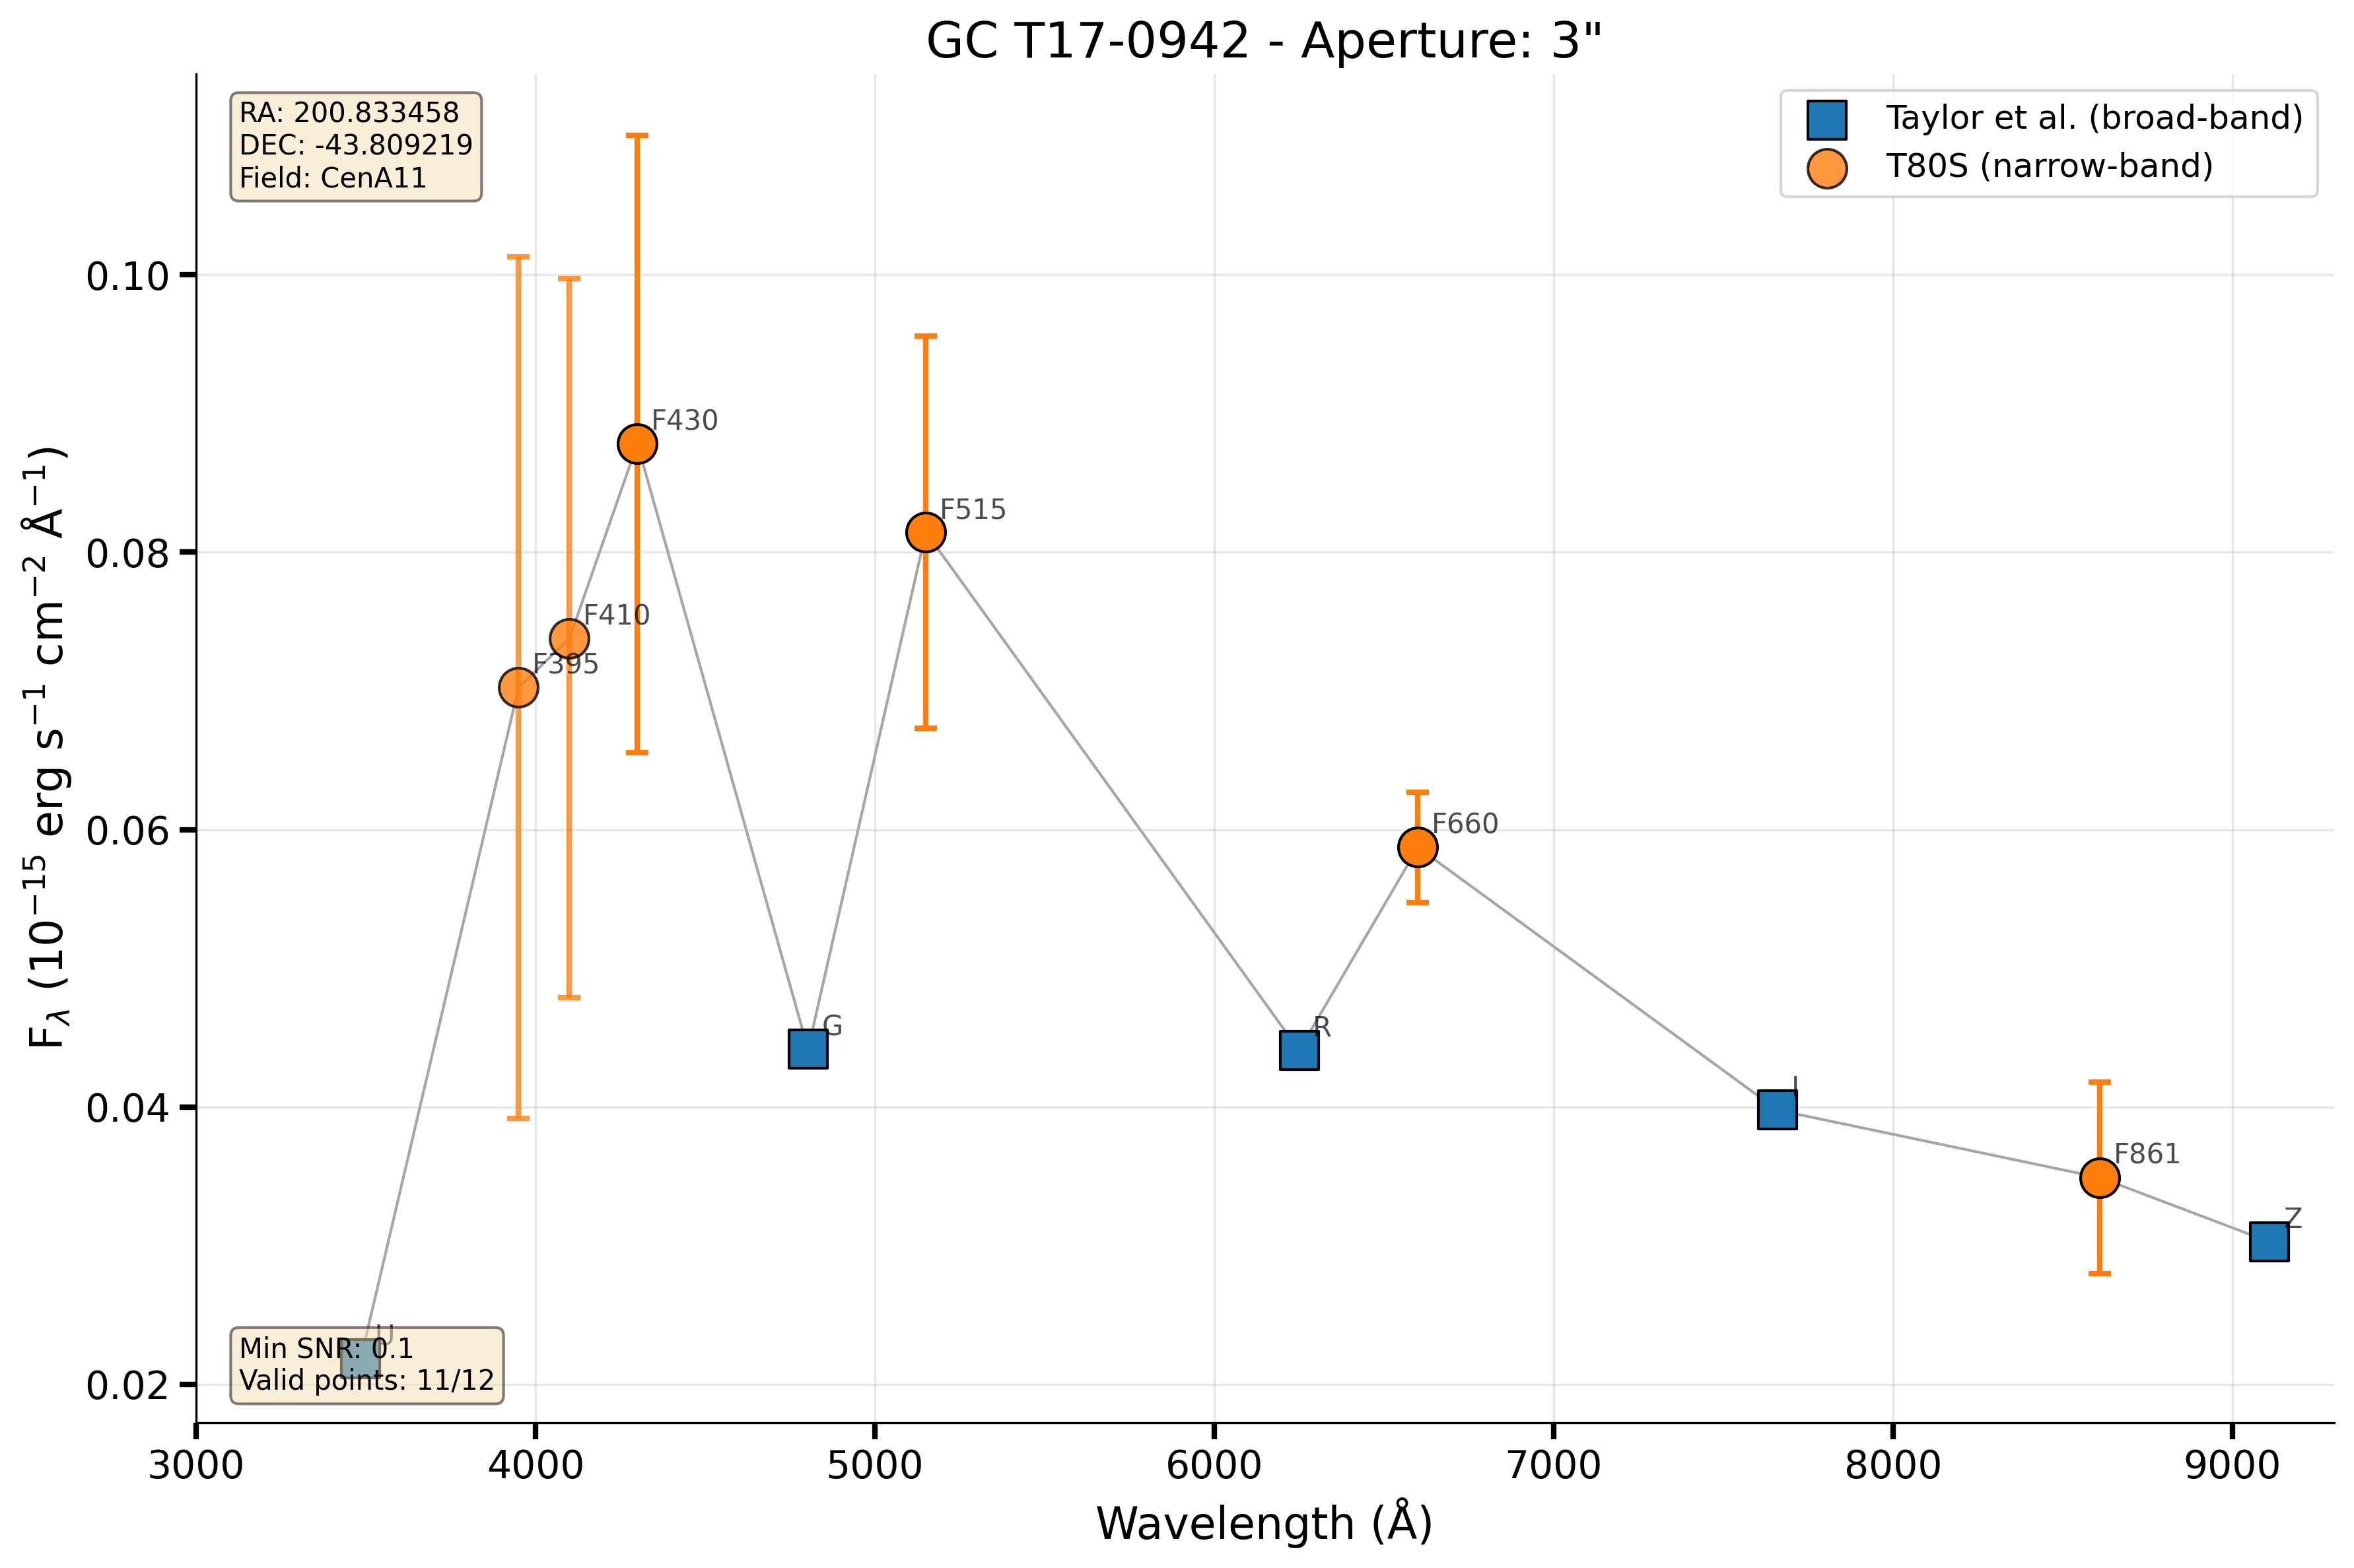 GC T17-0942 - Aperture: 3"
RA: 200.833458
DEC: -43.809219
Field: CenA11
Taylor et al. (broad-band)
T80S (narrow-band)
0.10
0.08
0.06
0.04
0.02
F430
F515
F410
F395
F660
G
R
I
F861
Z
U
Min SNR: 0.1
Valid points: 11/12
3000 4000 5000 6000 7000 8000 9000
Wavelength (Å)
F_λ (10⁻¹⁵ erg s⁻¹ cm⁻² Å⁻¹)